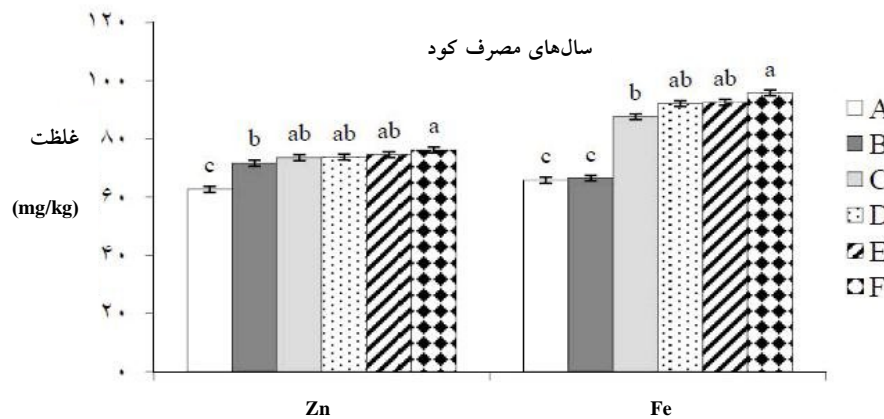 ۱۲۰
سال‌های مصرف کود
۱۰۰
۸۰
۶۰
۴۰
۲۰
۰
غلظت
(mg/kg)
c b ab ab ab a
c c b ab ab a
A
B
C
D
E
F
Zn Fe